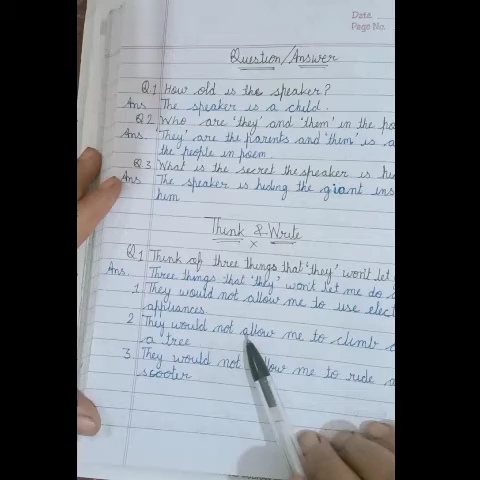 Date.
Page No.
Question/Answer
Q.1 How old is the speaker?
Ans The speaker is a child.
Q2 Who are 'they' and 'them' in the po
Ans. 'They' are the parents and 'them' is a
the people in poem.
Q.3 What is the secret the speaker is hi
Ans The speaker is hiding the giant ins
him
Think & Write
x
Q1 Think of three things that 'they' won't let
Ans. Three things that 'they' won't let me do
1 They would not allow me to use elect
appliances.
2 They would not allow me to climb
a tree
3 They would not allow me to ride a
scooter